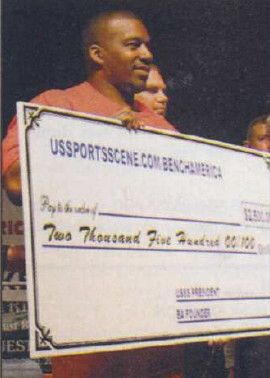 USSPORTSSCENE.COM/BENCHAMERICA
Pay to the order of
Two Thousand Five Hundred 00/100
USSS PRESIDENT
BA FOUNDER